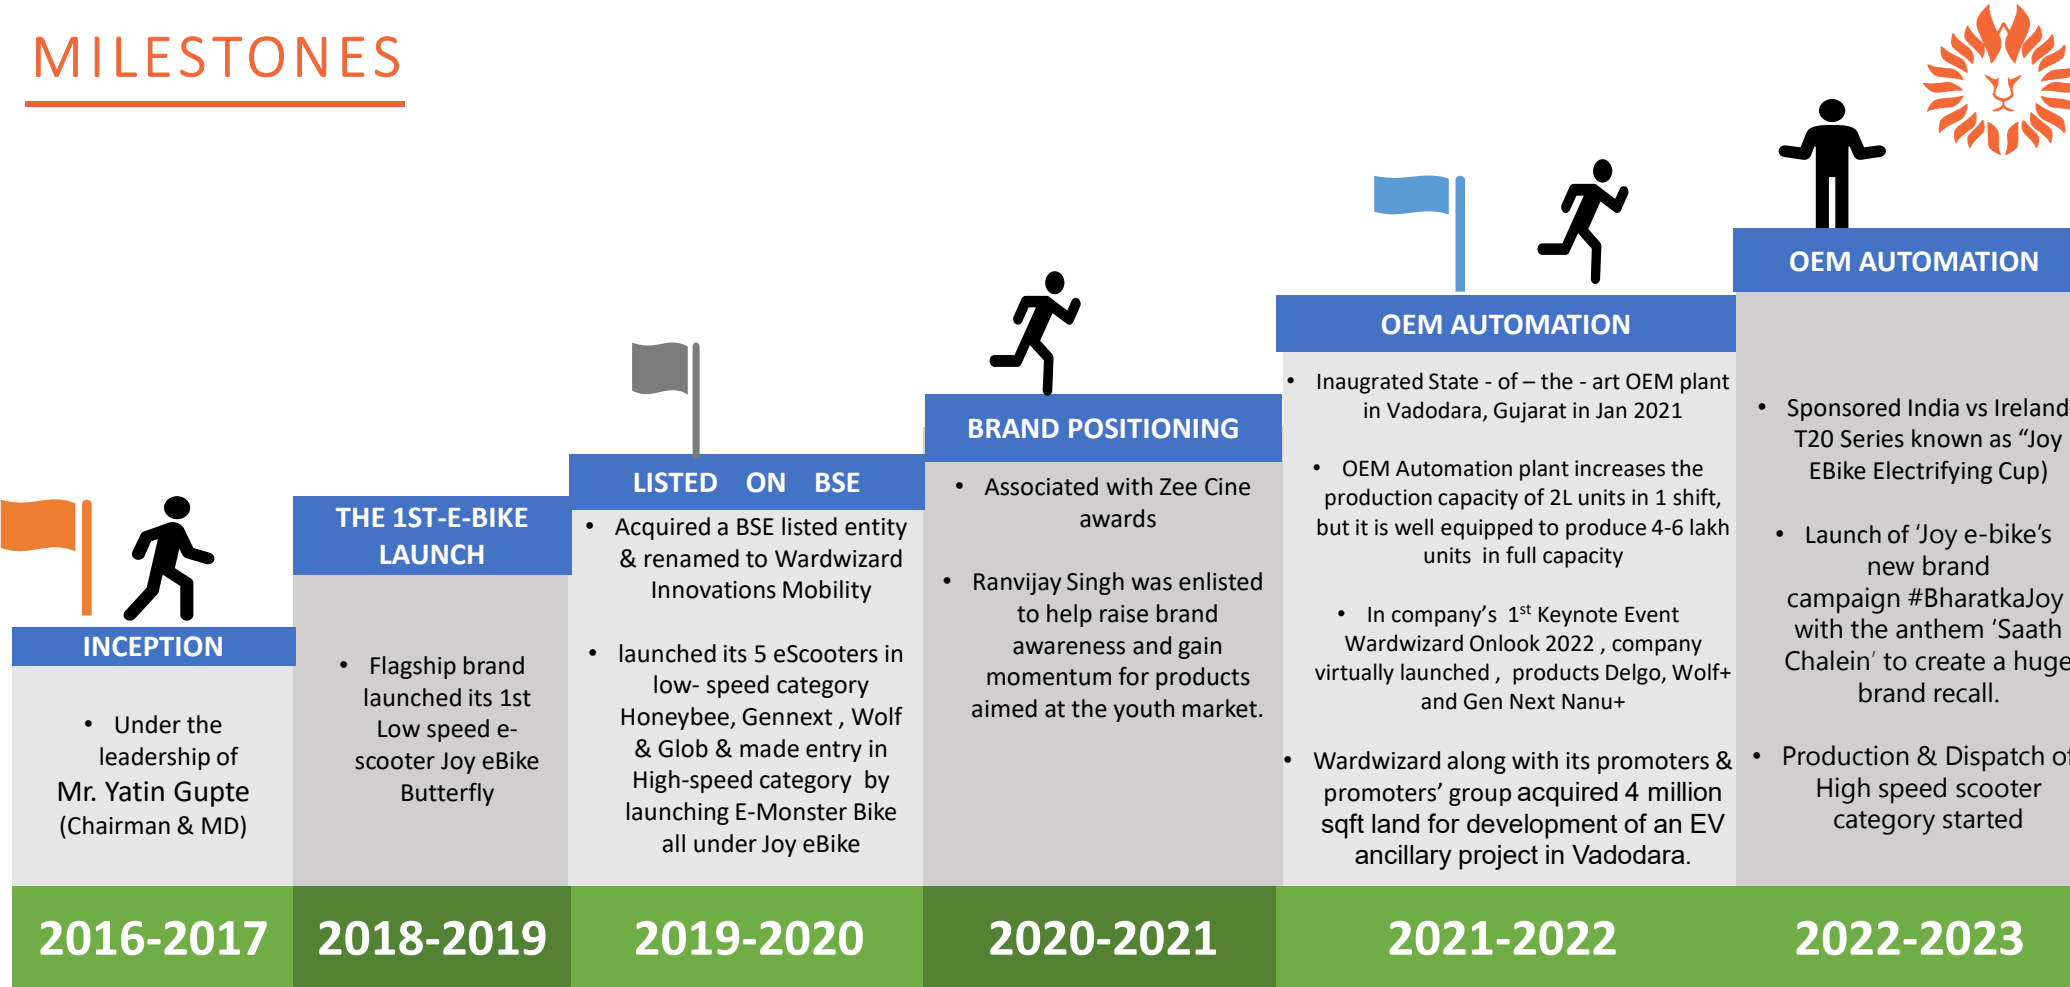 MILESTONES
INCEPTION
• Under the
leadership of
Mr. Yatin Gupte
(Chairman & MD)
2016-2017
THE 1ST-E-BIKE
LAUNCH
• Flagship brand
launched its 1st
Low speed e-
scooter Joy eBike
Butterfly
2018-2019
LISTED ON BSE
• Acquired a BSE listed entity
& renamed to Wardwizard
Innovations Mobility
• launched its 5 eScooters in
low- speed category
Honeybee, Gennext , Wolf
& Glob & made entry in
High-speed category by
launching E-Monster Bike
all under Joy eBike
2019-2020
BRAND POSITIONING
• Associated with Zee Cine
awards
• Ranvijay Singh was enlisted
to help raise brand
awareness and gain
momentum for products
aimed at the youth market.
2020-2021
OEM AUTOMATION
• Inaugrated State - of – the - art OEM plant
in Vadodara, Gujarat in Jan 2021
• OEM Automation plant increases the
production capacity of 2L units in 1 shift,
but it is well equipped to produce 4-6 lakh
units in full capacity
• In company’s 1st Keynote Event
Wardwizard Onlook 2022 , company
virtually launched , products Delgo, Wolf+
and Gen Next Nanu+
• Wardwizard along with its promoters &
promoters’ group acquired 4 million
sqft land for development of an EV
ancillary project in Vadodara.
2021-2022
OEM AUTOMATION
• Sponsored India vs Ireland
T20 Series known as “Joy
EBike Electrifying Cup)
• Launch of ‘Joy e-bike’s
new brand
campaign #BharatkaJoy
with the anthem ‘Saath
Chalein’ to create a huge
brand recall.
• Production & Dispatch of
High speed scooter
category started
2022-2023